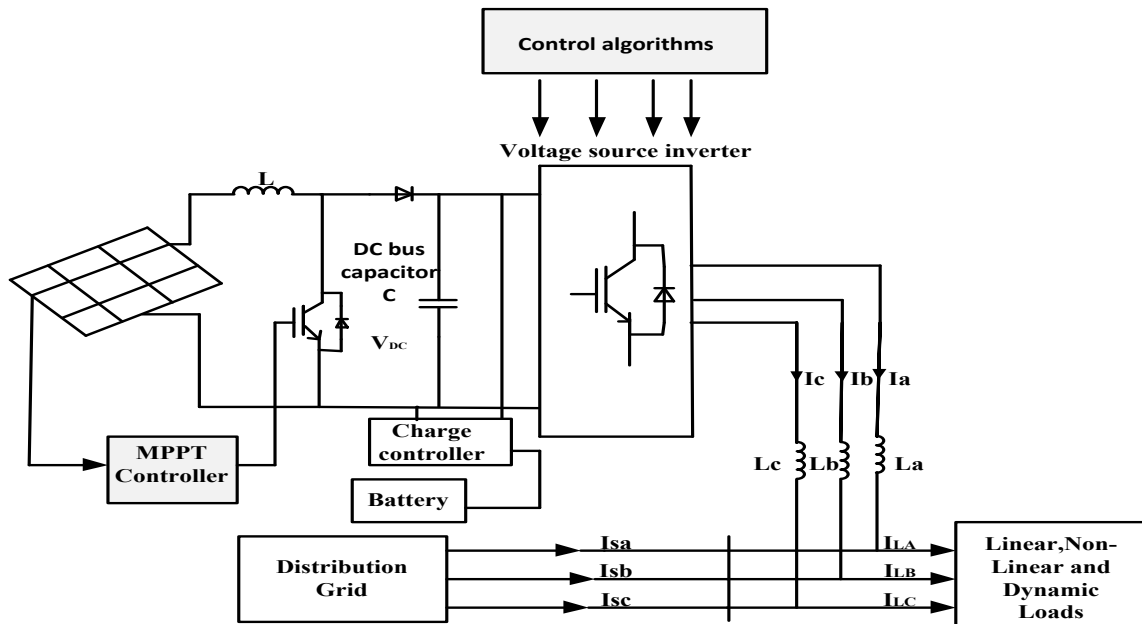 Control algorithms
Voltage source inverter
L
DC bus
capacitor
C
VDC
MPPT
Controller
Charge
controller
Battery
Ic
Ib
Ia
Lc
Lb
La
Distribution
Grid
Isa
Isb
Isc
ILA
ILB
ILC
Linear,Non-
Linear and
Dynamic
Loads